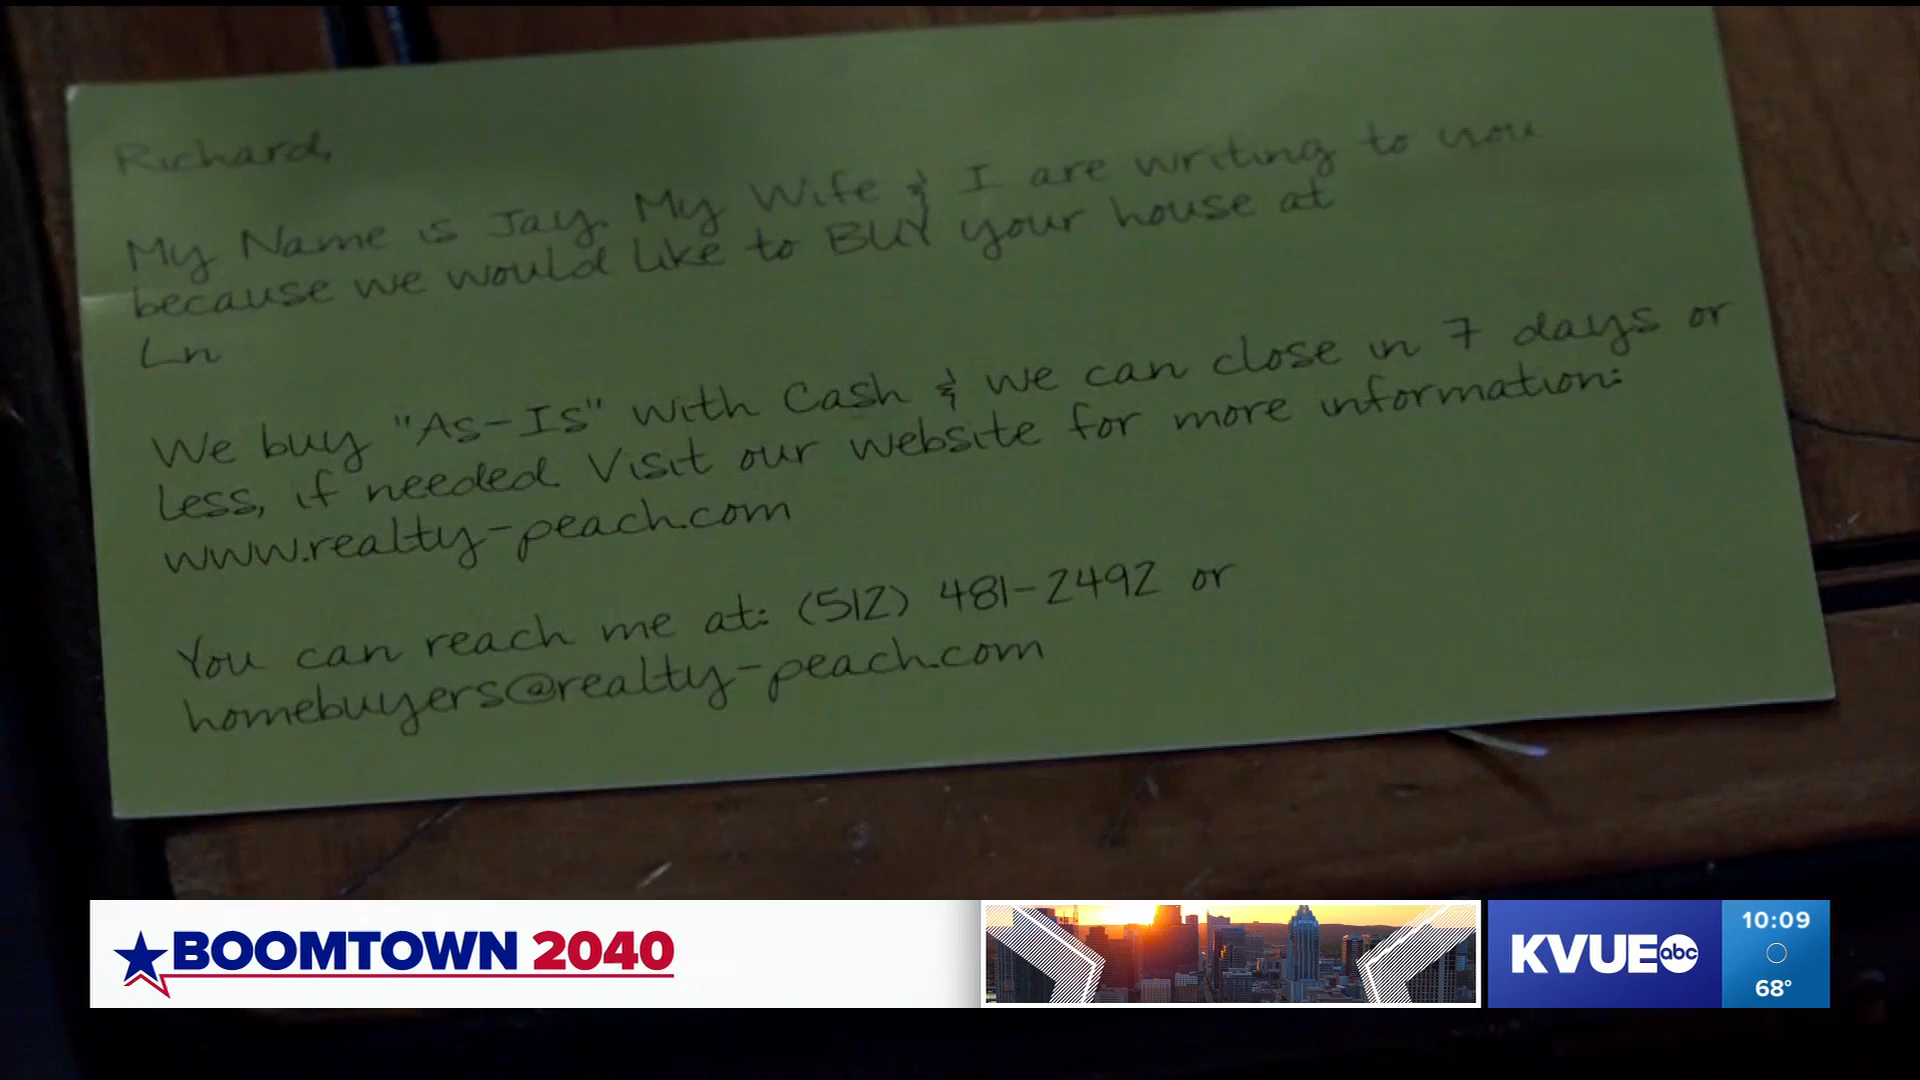 Richard,
My Name is Jay. My Wife & I are writing to you
because we would like to BUY your house at
Ln
We buy "As-Is" with Cash & we can close in 7 days or
less, if needed. Visit our website for more information:
www.realty-peach.com
You can reach me at: (512) 481-2492 or
homebuyers@realty-peach.com
BOOMTOWN 2040
KVUE abc
10:09
68°